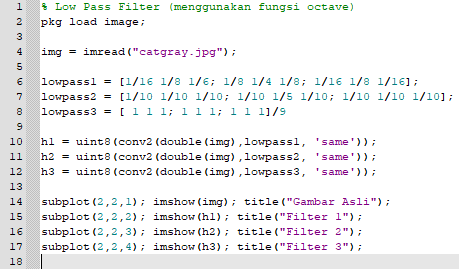 1 % Low Pass Filter (menggunakan fungsi octave)
2 pkg load image;
3
4 img = imread("catgray.jpg");
5
6 lowpass1 = [1/16 1/8 1/6; 1/8 1/4 1/8; 1/16 1/8 1/16];
7 lowpass2 = [1/10 1/10 1/10; 1/10 1/5 1/10; 1/10 1/10 1/10];
8 lowpass3 = [ 1 1 1; 1 1 1; 1 1 1]/9
9
10 h1 = uint8(conv2(double(img),lowpass1, 'same'));
11 h2 = uint8(conv2(double(img),lowpass2, 'same'));
12 h3 = uint8(conv2(double(img),lowpass3, 'same'));
13
14 subplot(2,2,1); imshow(img); title("Gambar Asli");
15 subplot(2,2,2); imshow(h1); title("Filter 1");
16 subplot(2,2,3); imshow(h2); title("Filter 2");
17 subplot(2,2,4); imshow(h3); title("Filter 3");
18